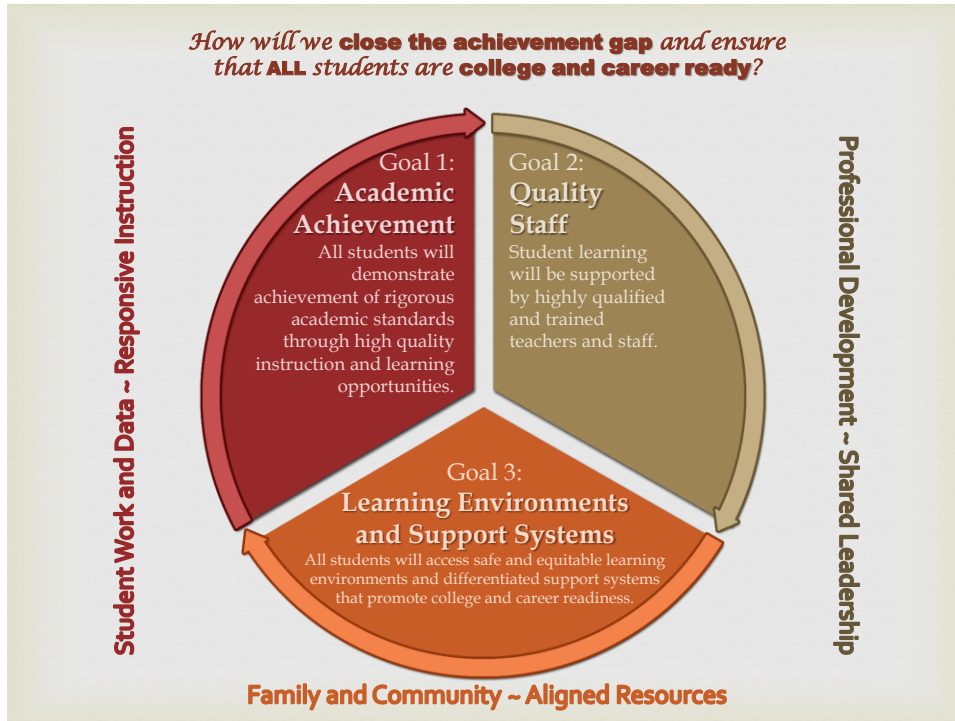 How will we close the achievement gap and ensure
that ALL students are college and career ready?
Student Work and Data ~ Responsive Instruction
Goal 1:
Academic
Achievement
All students will
demonstrate
achievement of rigorous
academic standards
through high quality
instruction and learning
opportunities.
Goal 2:
Quality
Staff
Student learning
will be supported
by highly qualified
and trained
teachers and staff.
Professional Development ~ Shared Leadership
Goal 3:
Learning Environments
and Support Systems
All students will access safe and equitable learning
environments and differentiated support systems
that promote college and career readiness.
Family and Community ~ Aligned Resources